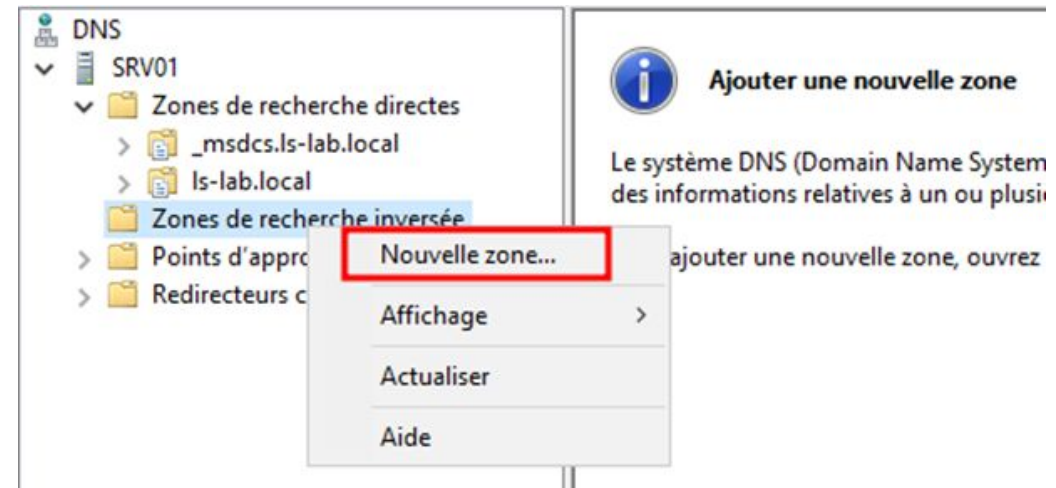 DNS
SRV01
Zones de recherche directes
_msdcs.ls-lab.local
ls-lab.local
Zones de recherche inversée
Points d'appro
Redirecteurs c
Nouvelle zone...
Affichage
Actualiser
Aide
Ajouter une nouvelle zone
Le système DNS (Domain Name System
des informations relatives à un ou plusi
ajouter une nouvelle zone, ouvrez